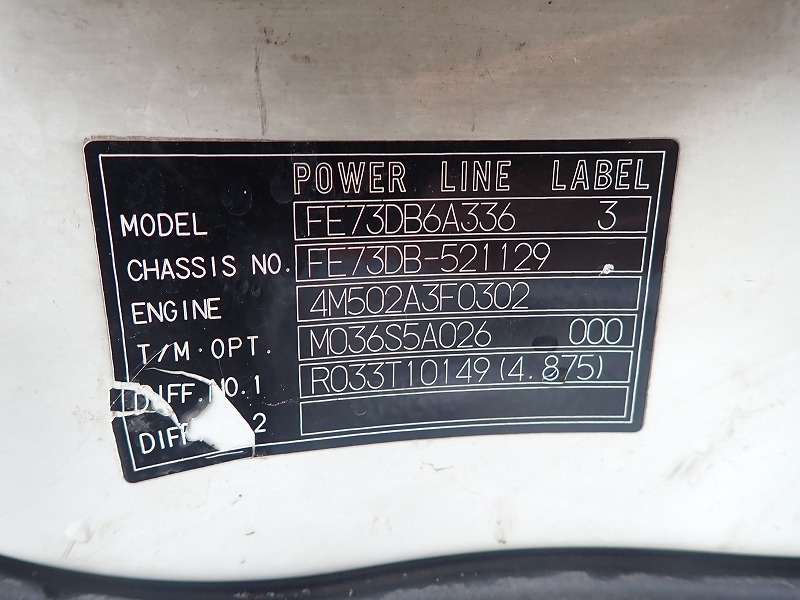 POWER LINE LABEL
MODEL FE73DB6A336 3
CHASSIS NO. FE73DB-521129
ENGINE 4M502A3F0302
T/M·OPT. M036S5A026 000
DIFF.NO.1 R033T10149(4.875)
DIFF 2